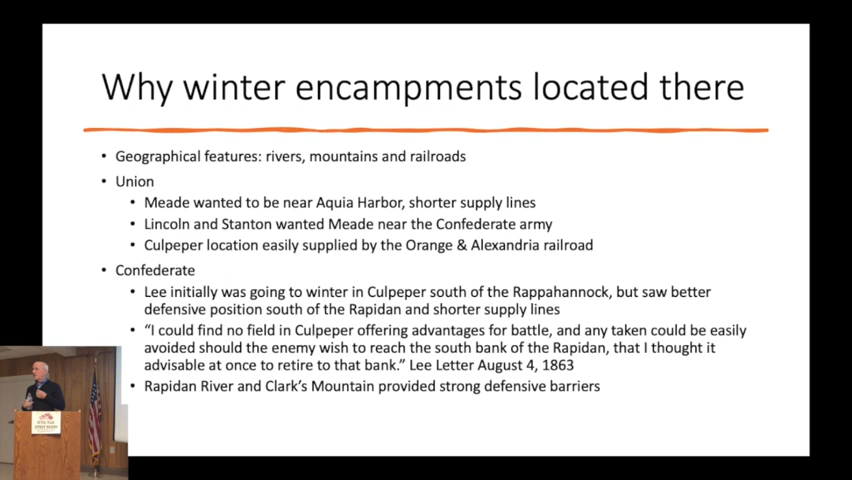 Why winter encampments located there
• Geographical features: rivers, mountains and railroads
• Union
• Meade wanted to be near Aquia Harbor, shorter supply lines
• Lincoln and Stanton wanted Meade near the Confederate army
• Culpeper location easily supplied by the Orange & Alexandria railroad
• Confederate
• Lee initially was going to winter in Culpeper south of the Rappahannock, but saw better
defensive position south of the Rapidan and shorter supply lines
• “I could find no field in Culpeper offering advantages for battle, and any taken could be easily
avoided should the enemy wish to reach the south bank of the Rapidan, that I thought it
advisable at once to retire to that bank.” Lee Letter August 4, 1863
• Rapidan River and Clark’s Mountain provided strong defensive barriers